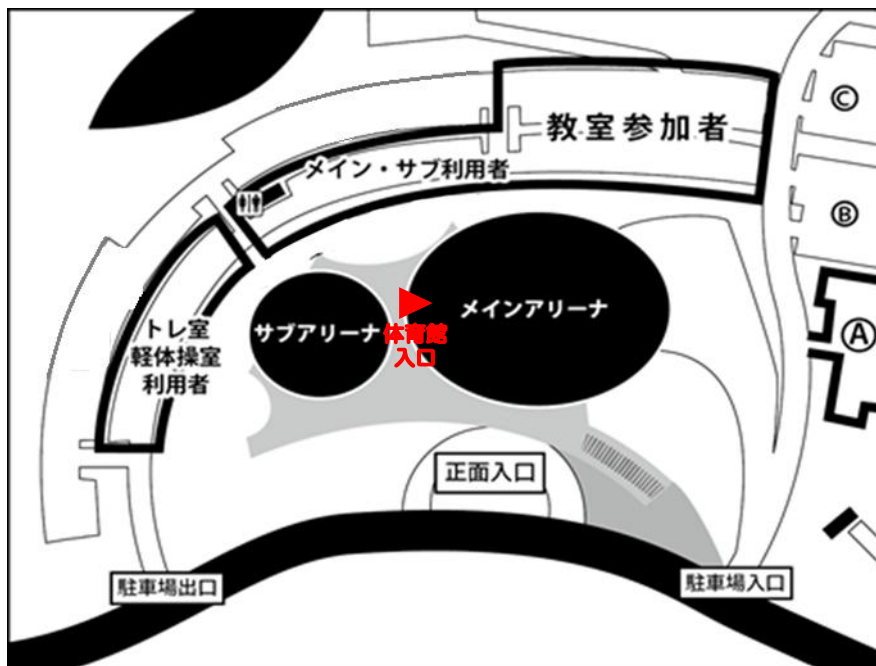 教室参加者
Ⓒ
メイン・サブ利用者
Ⓑ
サブアリーナ
メインアリーナ
体育館
入口
トレ室
軽体操室
利用者
Ⓐ
正面入口
駐車場出口
駐車場入口